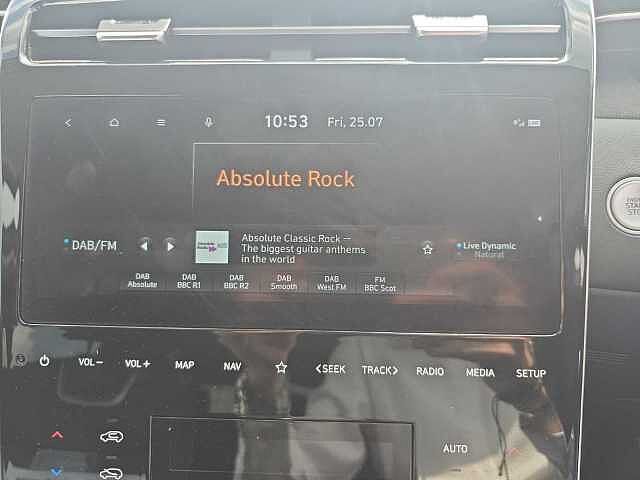 10:53 Fri, 25.07
Absolute Rock
DAB/FM
Absolute Classic Rock --
The biggest guitar anthems
in the world
Live Dynamic
Natural
DAB
Absolute
DAB
BBC R1
DAB
BBC R2
DAB
Smooth
DAB
West FM
FM
BBC Scot
VOL− VOL+ MAP NAV <SEEK TRACK> RADIO MEDIA SETUP
AUTO
START
STOP